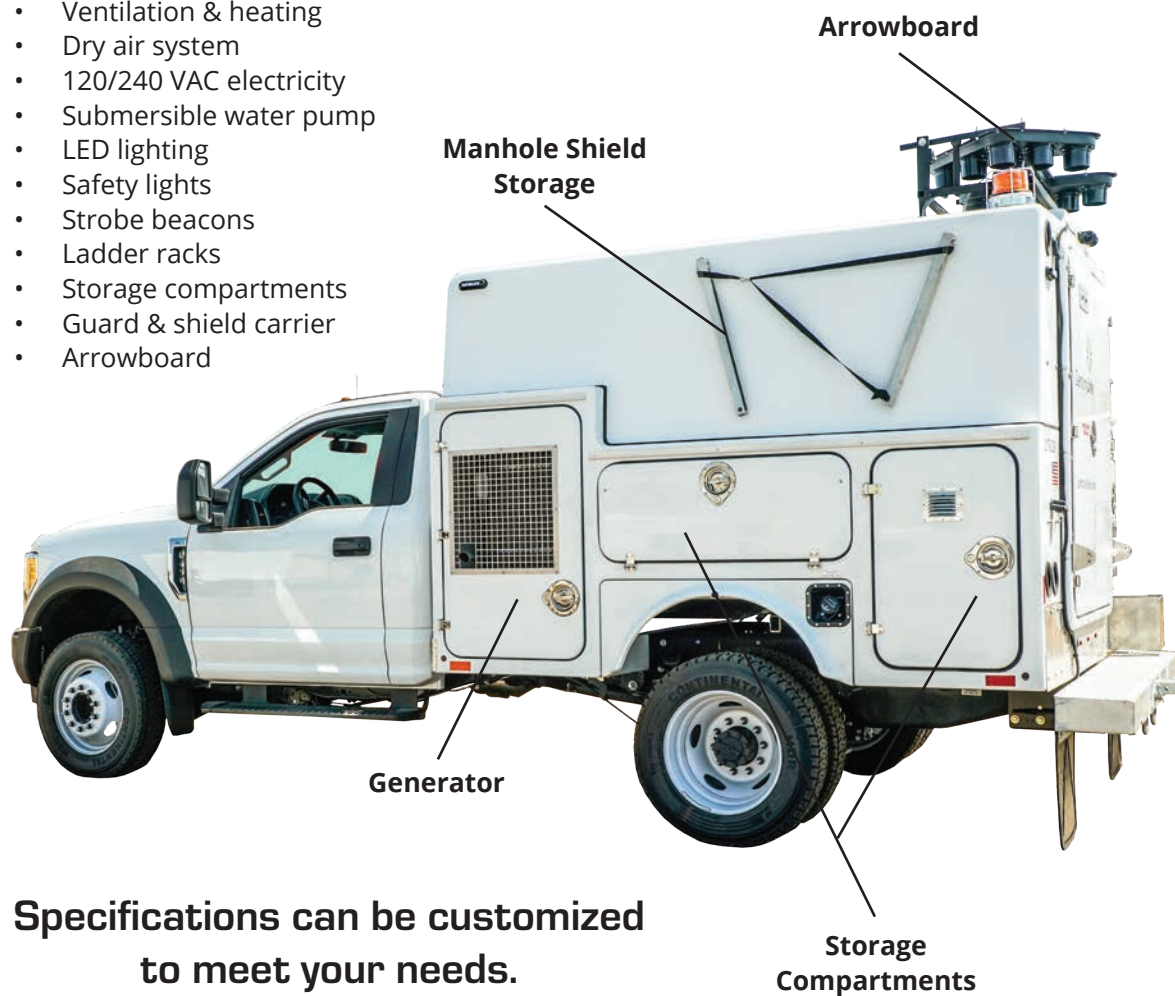 • Ventilation & heating
• Dry air system
• 120/240 VAC electricity
• Submersible water pump
• LED lighting
• Safety lights
• Strobe beacons
• Ladder racks
• Storage compartments
• Guard & shield carrier
• Arrowboard
Arrowboard
Manhole Shield
Storage
Generator
CONTINENTAL
CONTINENTAL
Storage
Compartments
Specifications can be customized
to meet your needs.